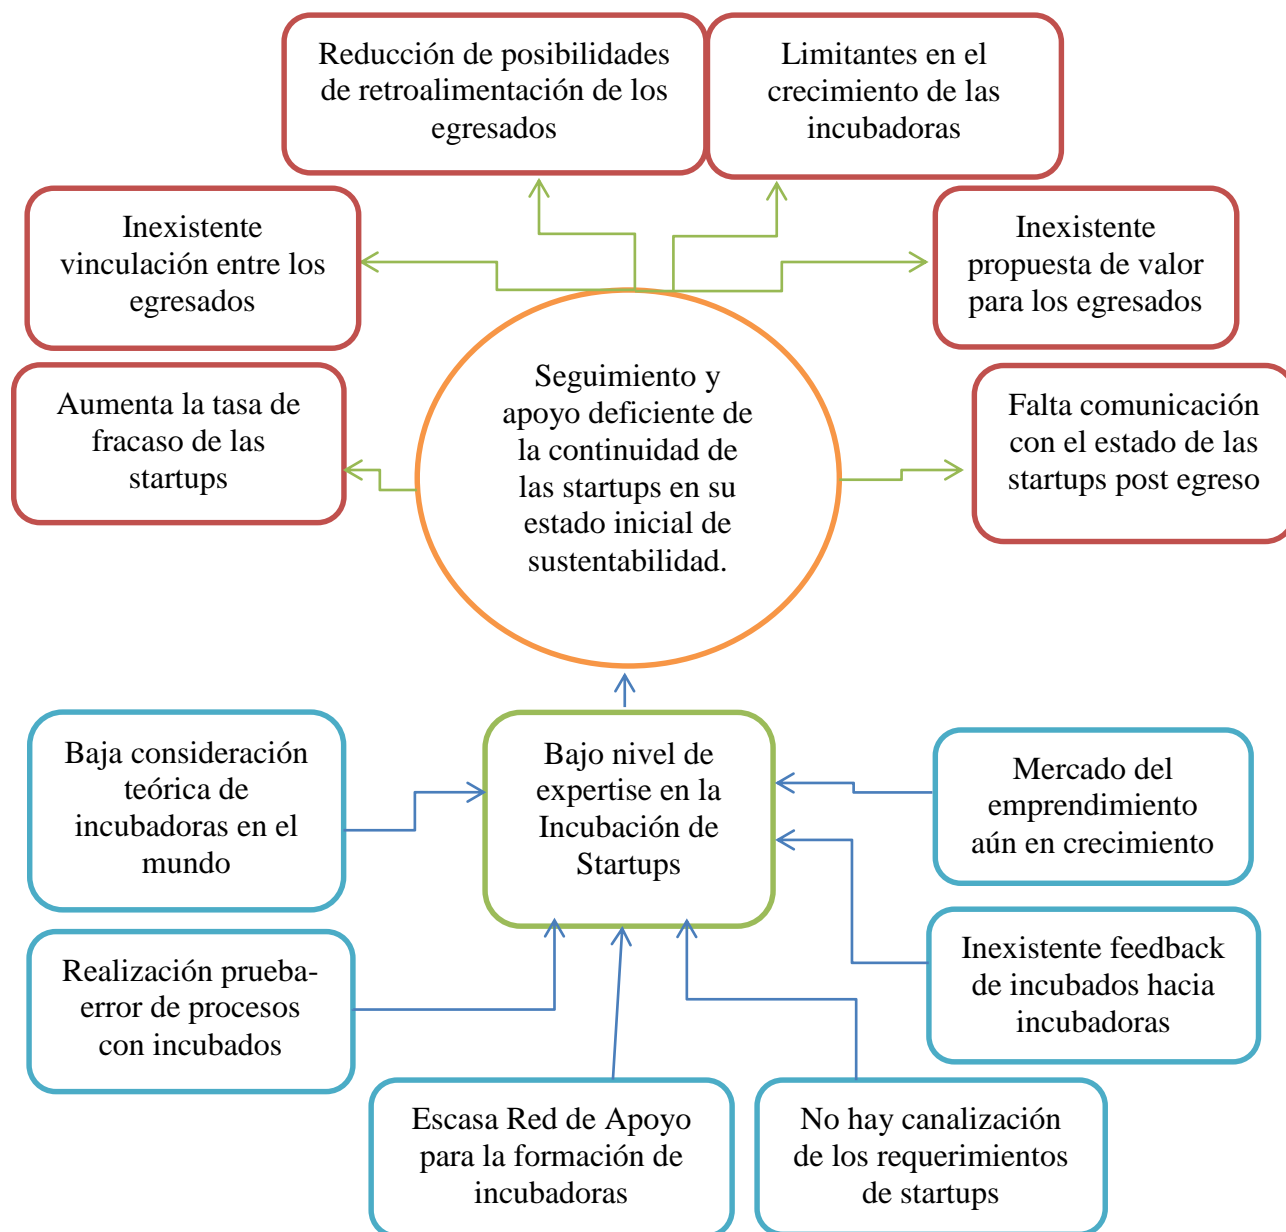 Reducción de posibilidades
de retroalimentación de los
egresados
Limitantes en el
crecimiento de las
incubadoras
Inexistente
vinculación entre los
egresados
Inexistente
propuesta de valor
para los egresados
Aumenta la tasa de
fracaso de las
startups
Seguimiento y
apoyo deficiente de
la continuidad de
las startups en su
estado inicial de
sustentabilidad.
Falta comunicación
con el estado de las
startups post egreso
Baja consideración
teórica de
incubadoras en el
mundo
Bajo nivel de
expertise en la
Incubación de
Startups
Mercado del
emprendimiento
aún en crecimiento
Realización prueba-
error de procesos
con incubados
Inexistente feedback
de incubados hacia
incubadoras
Escasa Red de Apoyo
para la formación de
incubadoras
No hay canalización
de los requerimientos
de startups